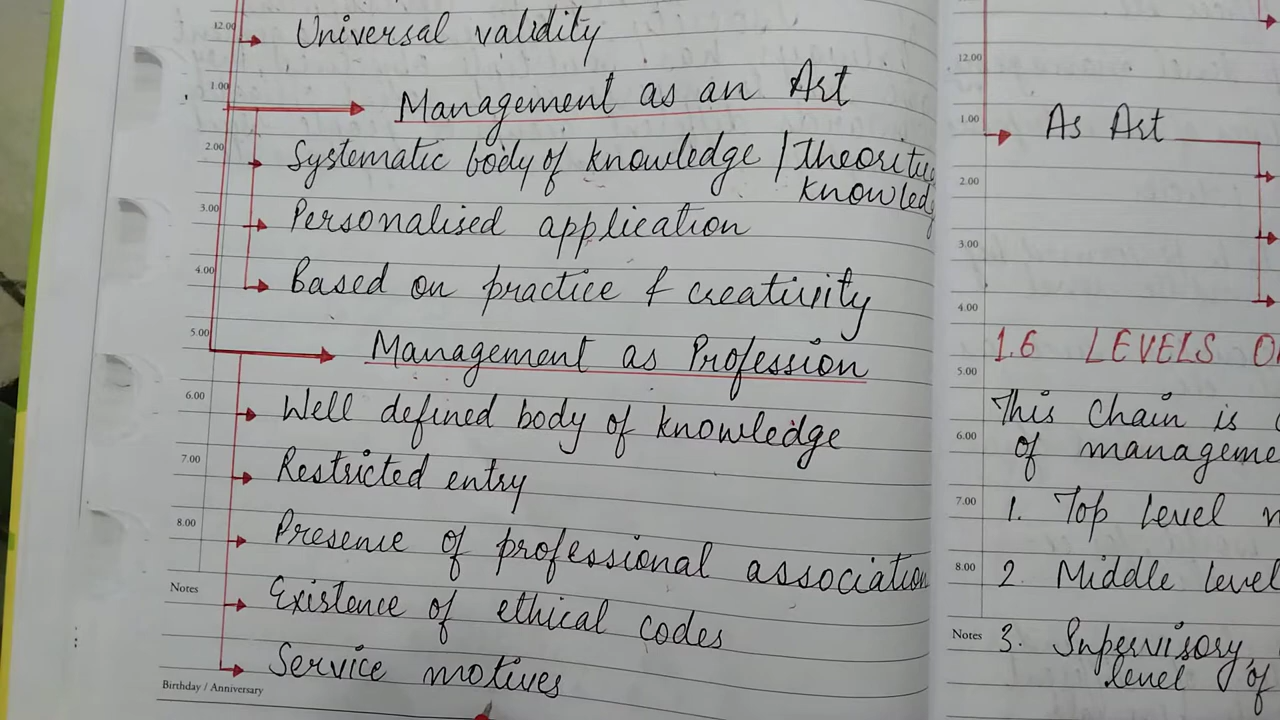 12.00
Universal validity
1.00
Management as an Art
2.00
Systematic body of knowledge /
3.00
Personalised application
4.00
Based on practice & creativity
5.00
Management as Profession
6.00
Well defined body of knowledge
7.00
Restricted entry
8.00
Presence of professional association
Notes
Existence of ethical codes
Service motives
Birthday / Anniversary
12.00
1.00
As Art
2.00
3.00
4.00
1.6 LEVELS
5.00
This Chain is
6.00
of
7.00
1. Top level
8.00
2. Middle level
Notes
3. Supervisory,
level of